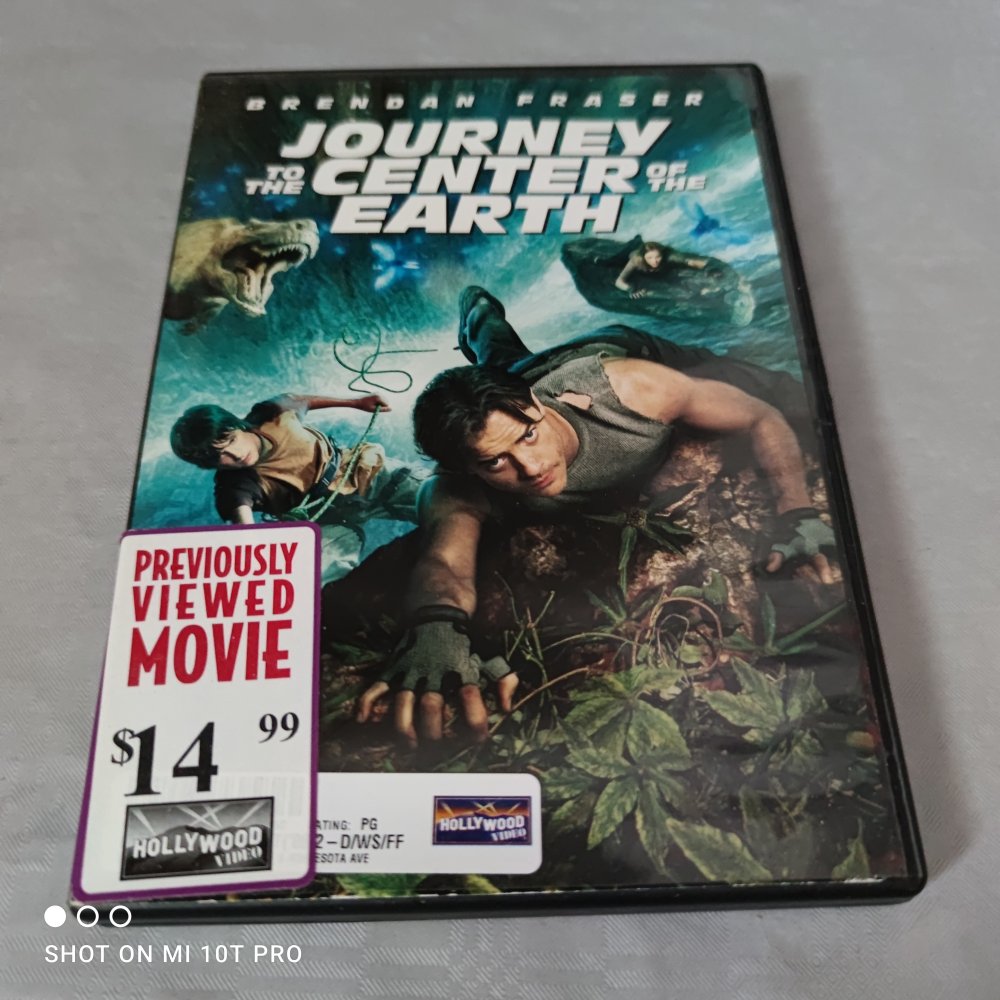 BRENDAN FRASER
JOURNEY
TO THE CENTER OF THE
EARTH
PREVIOUSLY
VIEWED
MOVIE
$14 99
HOLLYWOOD
VIDEO
ATING: PG
2-D/WS/FF
ESOTA AVE
HOLLYWOOD
VIDEO
SHOT ON MI 10T PRO